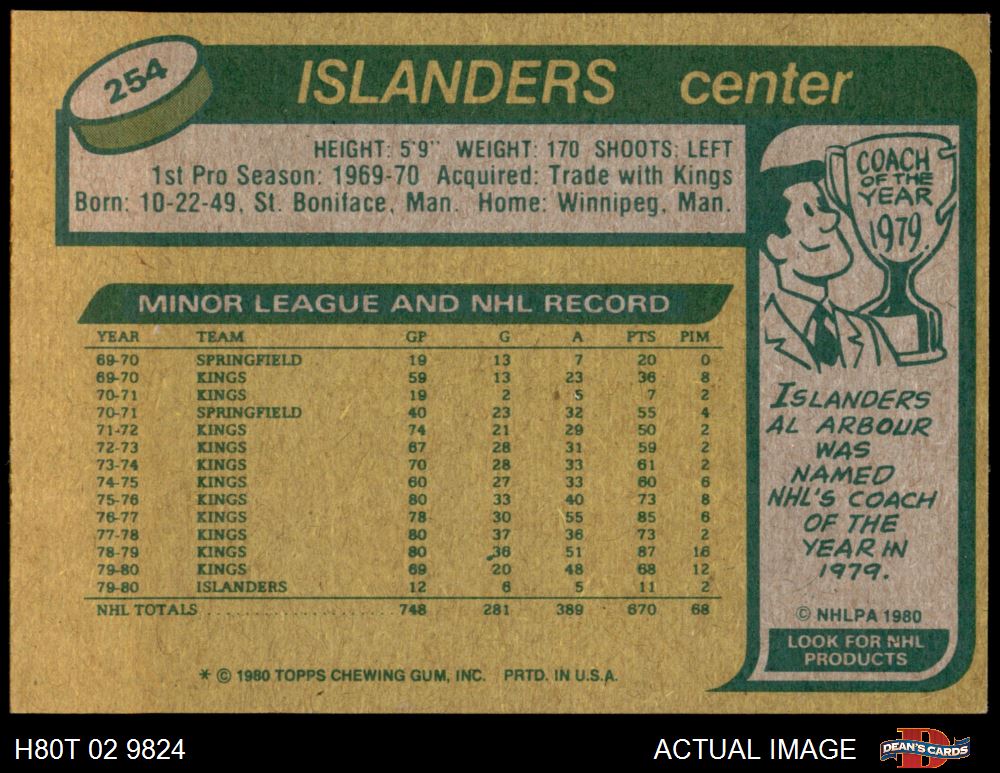 254
ISLANDERS center
HEIGHT: 5'9" WEIGHT: 170 SHOOTS: LEFT
1st Pro Season: 1969-70 Acquired: Trade with Kings
Born: 10-22-49, St. Boniface, Man. Home: Winnipeg, Man.
MINOR LEAGUE AND NHL RECORD
YEAR TEAM GP G A PTS PIM
69-70 SPRINGFIELD 19 13 7 20 0
69-70 KINGS 59 13 23 36 8
70-71 KINGS 19 2 5 7 2
70-71 SPRINGFIELD 40 23 32 55 4
71-72 KINGS 74 21 29 50 2
72-73 KINGS 67 28 31 59 2
73-74 KINGS 70 28 33 61 2
74-75 KINGS 60 27 33 60 6
75-76 KINGS 80 33 40 73 8
76-77 KINGS 78 30 55 85 6
77-78 KINGS 80 37 36 73 2
78-79 KINGS 80 36 51 87 16
79-80 KINGS 69 20 48 68 12
79-80 ISLANDERS 12 6 5 11 2
NHL TOTALS 748 281 389 670 68
* © 1980 TOPPS CHEWING GUM, INC. PRTD. IN U.S.A.
COACH
OF THE
YEAR
1979.
ISLANDERS
AL ARBOUR
WAS
NAMED
NHL'S COACH
OF THE
YEAR IN
1979.
© NHLPA 1980
LOOK FOR NHL
PRODUCTS
H80T 02 9824 ACTUAL IMAGE
DEAN'S CARDS